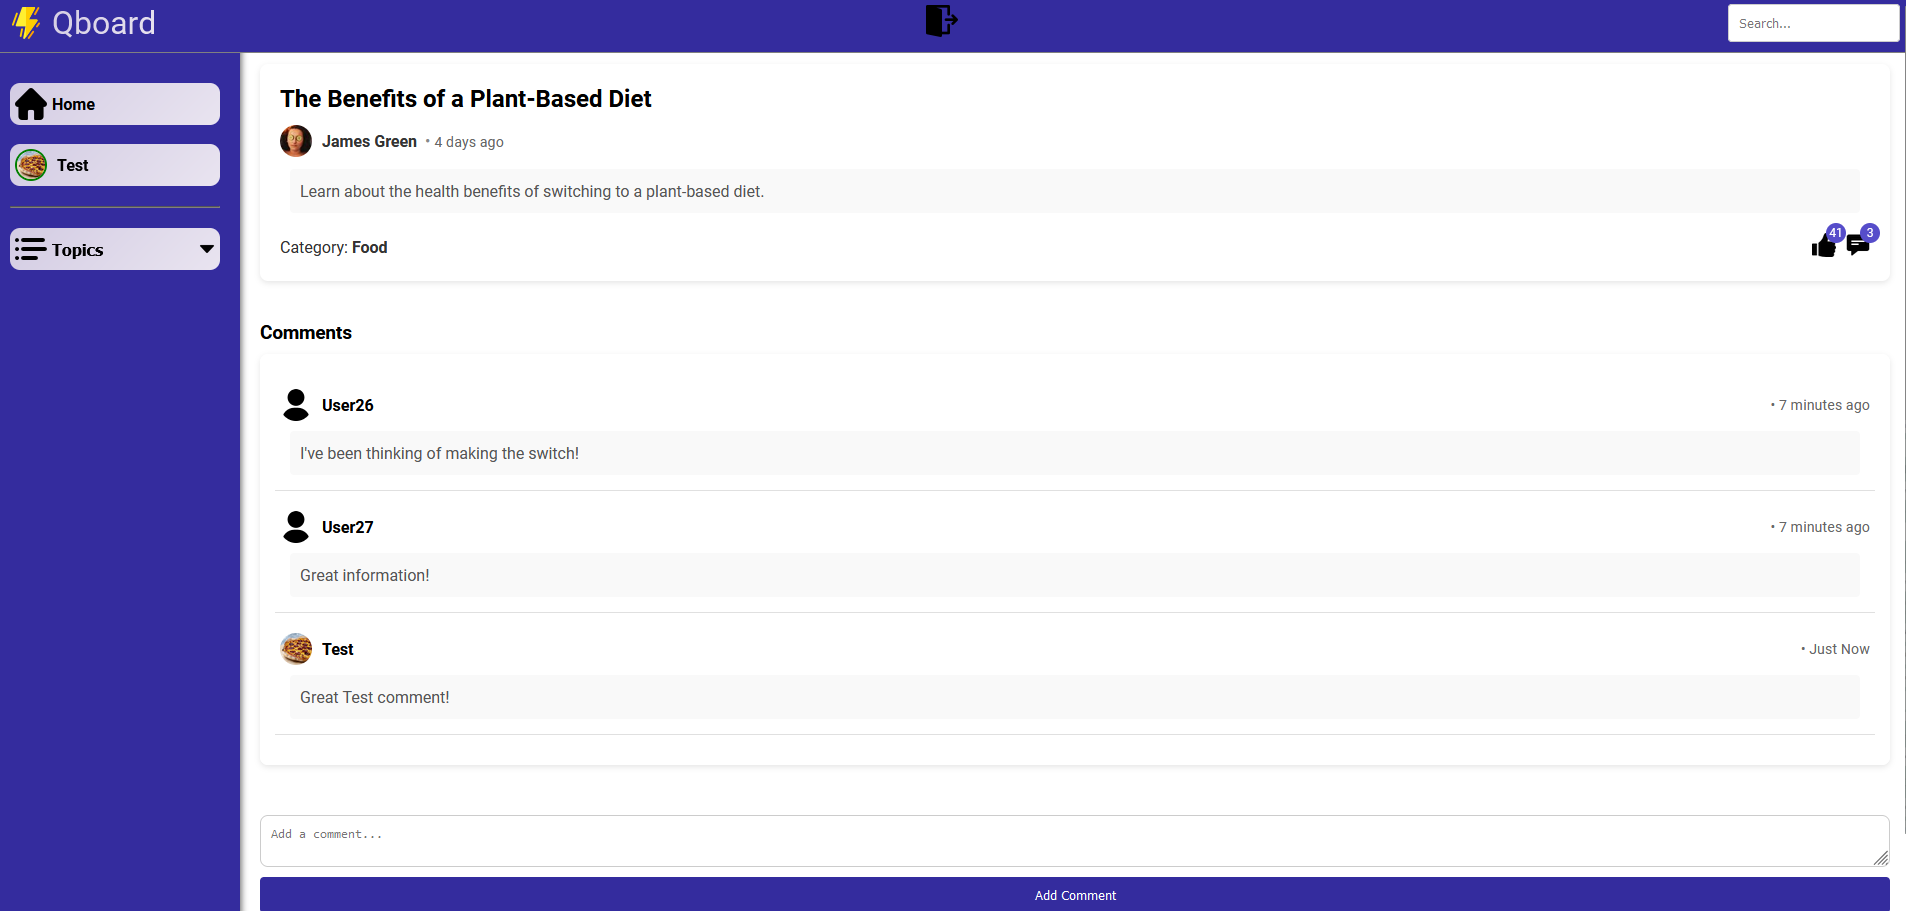 Qboard
Search...
Home
Test
Topics
The Benefits of a Plant-Based Diet
James Green • 4 days ago
Learn about the health benefits of switching to a plant-based diet.
Category: Food
41
3
Comments
User26
• 7 minutes ago
I've been thinking of making the switch!
User27
• 7 minutes ago
Great information!
Test
• Just Now
Great Test comment!
Add a comment...
Add Comment